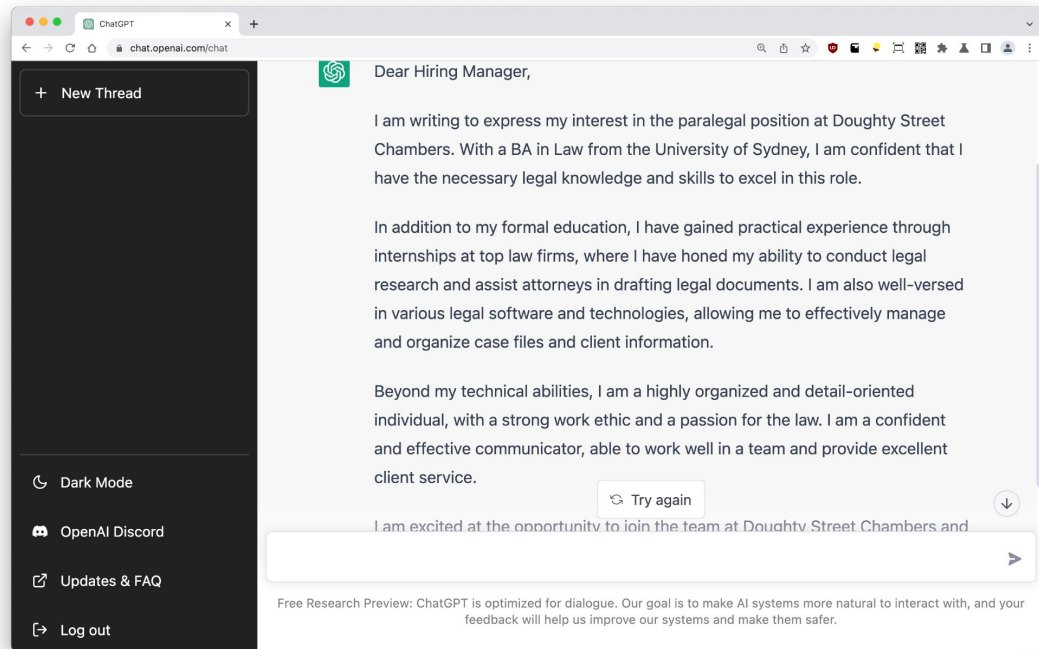 ChatGPT
chat.openai.com/chat
New Thread
Dear Hiring Manager,
I am writing to express my interest in the paralegal position at Doughty Street
Chambers. With a BA in Law from the University of Sydney, I am confident that I
have the necessary legal knowledge and skills to excel in this role.
In addition to my formal education, I have gained practical experience through
internships at top law firms, where I have honed my ability to conduct legal
research and assist attorneys in drafting legal documents. I am also well-versed
in various legal software and technologies, allowing me to effectively manage
and organize case files and client information.
Beyond my technical abilities, I am a highly organized and detail-oriented
individual, with a strong work ethic and a passion for the law. I am a confident
and effective communicator, able to work well in a team and provide excellent
client service.
Try again
I am excited at the opportunity to join the team at Doughty Street Chambers and
Dark Mode
OpenAI Discord
Updates & FAQ
Log out
Free Research Preview: ChatGPT is optimized for dialogue. Our goal is to make AI systems more natural to interact with, and your
feedback will help us improve our systems and make them safer.